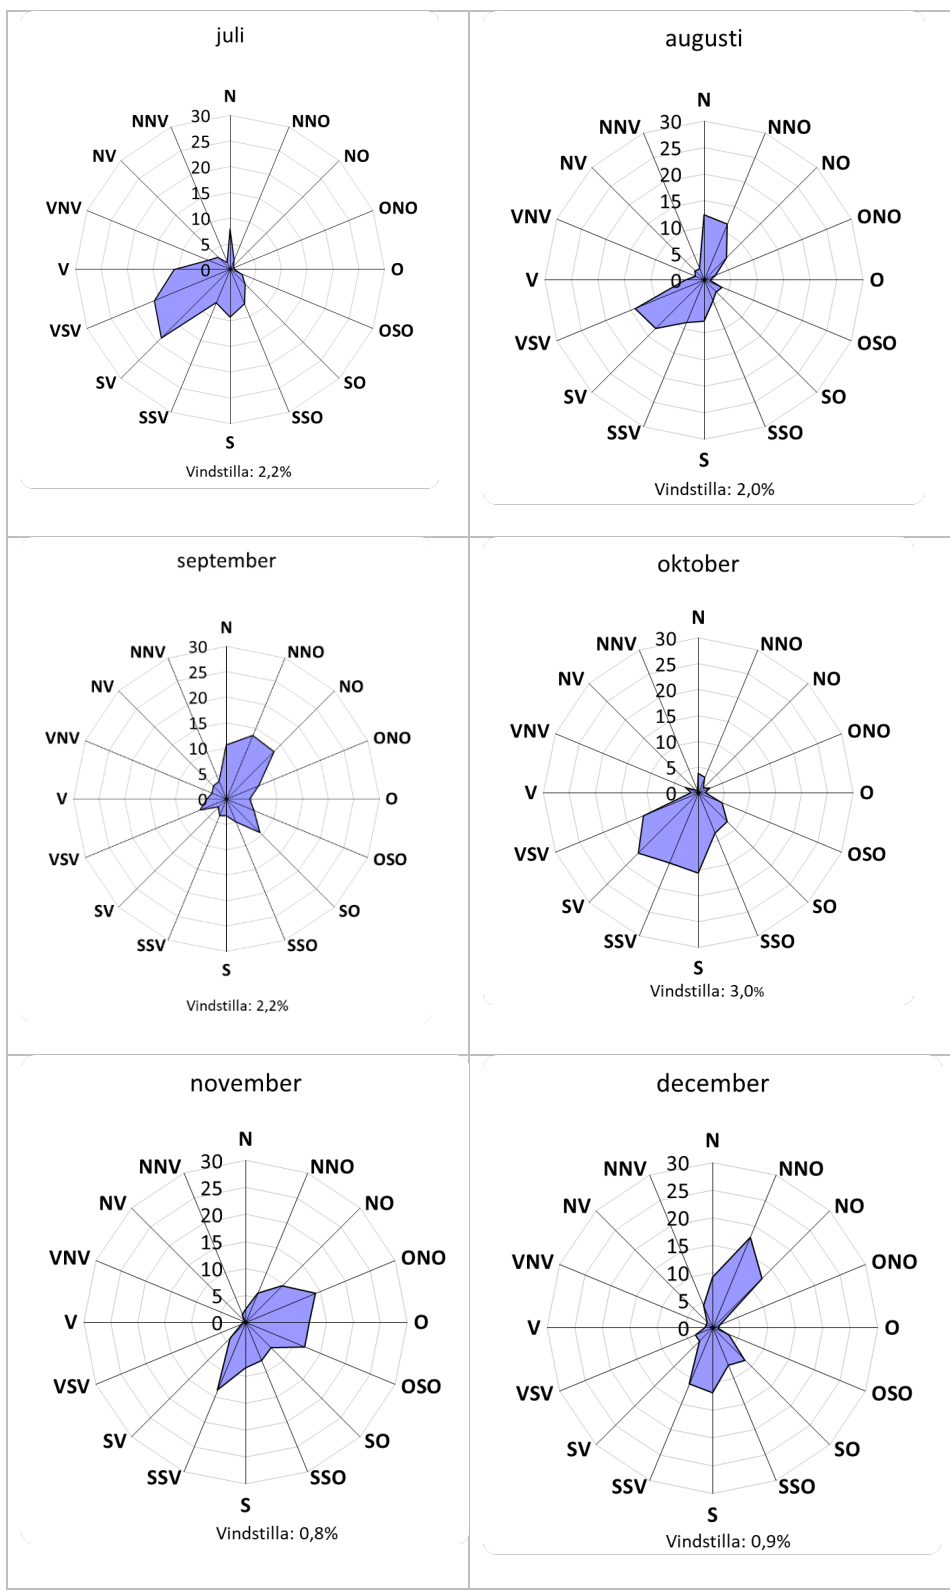 juli
N
30
NNV
NNO
25
NV
NO
20
15
VNV
ONO
10
5
V
0
O
VSV
OSO
SV
SO
SSV
SSO
S
Vindstilla: 2,2%
augusti
N
30
NNV
NNO
25
NV
NO
20
15
VNV
ONO
10
5
V
0
O
VSV
OSO
SV
SO
SSV
SSO
S
Vindstilla: 2,0%
september
N
30
NNV
NNO
25
NV
NO
20
15
VNV
ONO
10
5
V
0
O
VSV
OSO
SV
SO
SSV
SSO
S
Vindstilla: 2,2%
oktober
N
30
NNV
NNO
25
NV
NO
20
15
VNV
ONO
10
5
V
0
O
VSV
OSO
SV
SO
SSV
SSO
S
Vindstilla: 3,0%
november
N
30
NNV
NNO
25
NV
NO
20
15
VNV
ONO
10
5
V
0
O
VSV
OSO
SV
SO
SSV
SSO
S
Vindstilla: 0,8%
december
N
30
NNV
NNO
25
NV
NO
20
15
VNV
ONO
10
5
V
0
O
VSV
OSO
SV
SO
SSV
SSO
S
Vindstilla: 0,9%